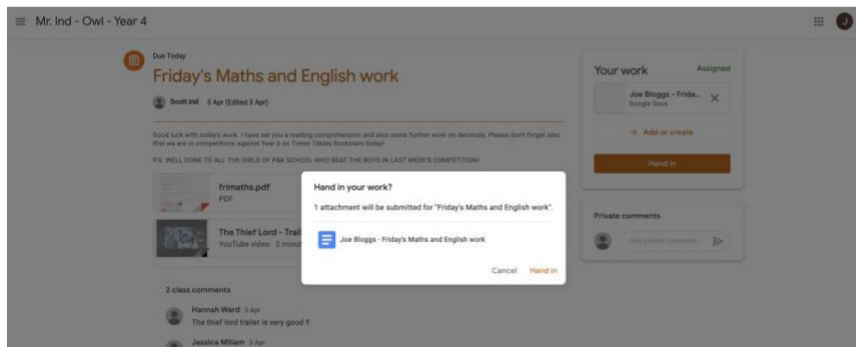 Mr. Ind - Owl - Year 4
J
Due Today
Friday's Maths and English work
Scott Ind 3 Apr (Edited 3 Apr)
Good luck with today's work. I have set you a reading comprehension and also some further work on decimals. Please don't forget also
that we are in competitions against Year 6 on Times Tables Rockstars today!
P.S. WELL DONE TO ALL THE GIRLS OF P&K SCHOOL WHO BEAT THE BOYS IN LAST WEEK'S COMPETITION!
frimaths.pdf
PDF
The Thief Lord - Trail
YouTube video 2 minut
2 class comments
Hannah Ward 3 Apr
The thief lord trailer is very good !!
Jessica Millam 3 Apr
Hand in your work?
1 attachment will be submitted for "Friday's Maths and English work".
Joe Bloggs - Friday's Maths and English work
Cancel Hand in
Your work Assigned
Joe Bloggs - Frida...
Google Docs
+ Add or create
Hand in
Private comments
Add private comment...